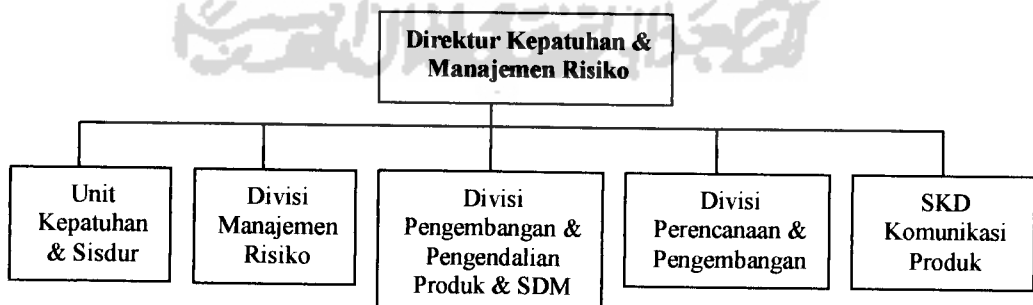 Direktur Kepatuhan &
Manajemen Risiko
Unit
Kepatuhan
& Sisdur
Divisi
Manajemen
Risiko
Divisi
Pengembangan &
Pengendalian
Produk & SDM
Divisi
Perencanaan &
Pengembangan
SKD
Komunikasi
Produk